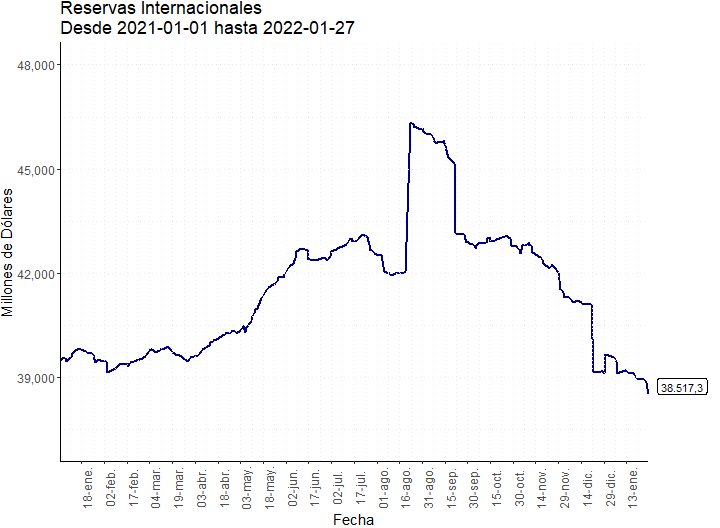 Reservas Internacionales
Desde 2021-01-01 hasta 2022-01-27
Millones de Dólares
48,000
45,000
42,000
39,000
38.517,3
18-ene.
02-feb.
17-feb.
04-mar.
19-mar.
03-abr.
18-abr.
03-may.
18-may.
02-jun.
17-jun.
02-jul.
17-jul.
01-ago.
16-ago.
31-ago.
15-sep.
30-sep.
15-oct.
30-oct.
14-nov.
29-nov.
14-dic.
29-dic.
13-ene.
Fecha